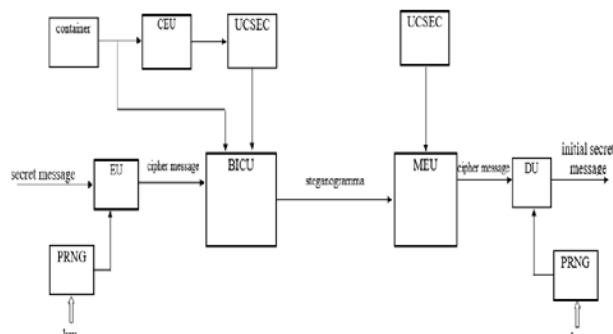 container
CEU
UCSEC
UCSEC
secret message
EU
cipher message
BICU
steganogramma
MEU
cipher message
DU
initial secret
message
PRNG
PRNG